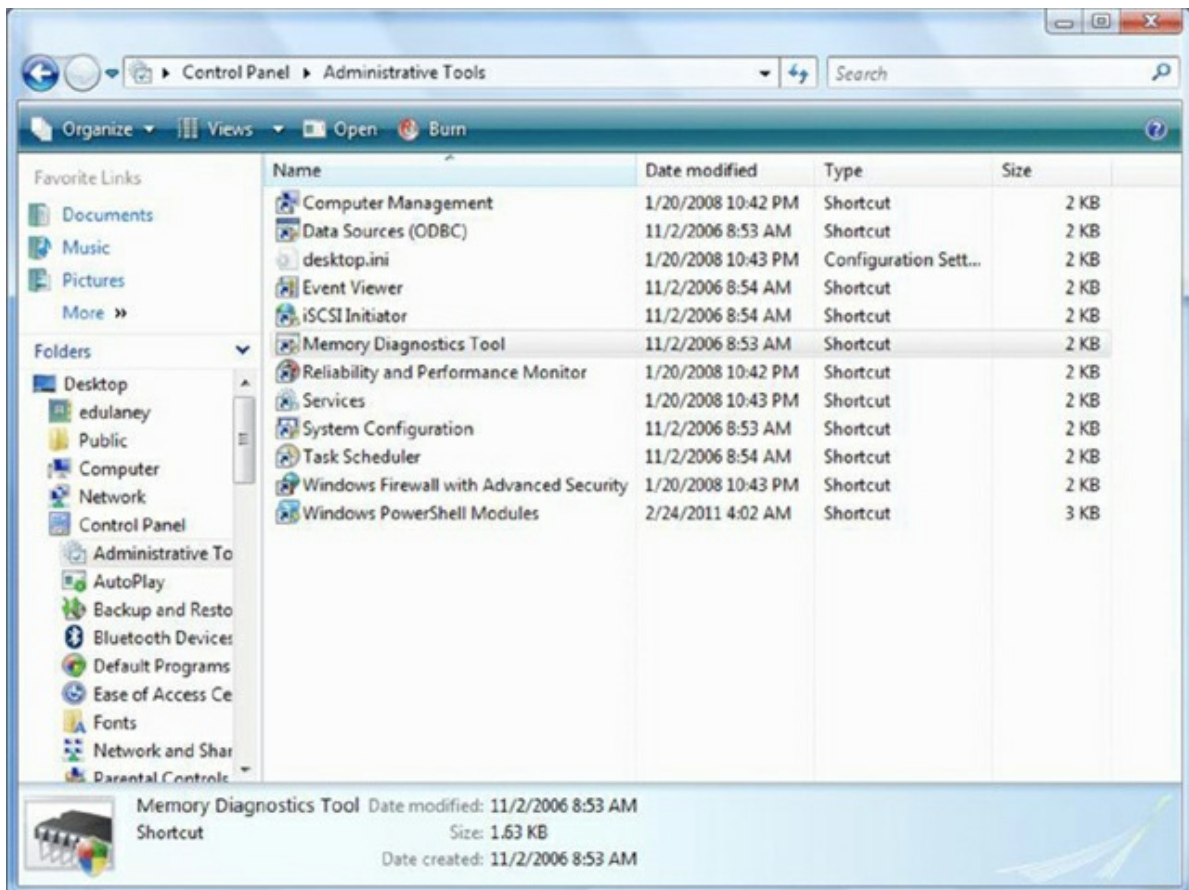 Control Panel ▸ Administrative Tools
Search
Organize Views Open Burn
Favorite Links
Documents
Music
Pictures
More »
Folders
Desktop
edulaney
Public
Computer
Network
Control Panel
Administrative To
AutoPlay
Backup and Resto
Bluetooth Devices
Default Programs
Ease of Access Ce
Fonts
Network and Shar
Parental Controls
Name Date modified Type Size
Computer Management 1/20/2008 10:42 PM Shortcut 2 KB
Data Sources (ODBC) 11/2/2006 8:53 AM Shortcut 2 KB
desktop.ini 1/20/2008 10:43 PM Configuration Sett... 2 KB
Event Viewer 11/2/2006 8:54 AM Shortcut 2 KB
iSCSI Initiator 11/2/2006 8:54 AM Shortcut 2 KB
Memory Diagnostics Tool 11/2/2006 8:53 AM Shortcut 2 KB
Reliability and Performance Monitor 1/20/2008 10:42 PM Shortcut 2 KB
Services 1/20/2008 10:43 PM Shortcut 2 KB
System Configuration 11/2/2006 8:53 AM Shortcut 2 KB
Task Scheduler 11/2/2006 8:54 AM Shortcut 2 KB
Windows Firewall with Advanced Security 1/20/2008 10:43 PM Shortcut 2 KB
Windows PowerShell Modules 2/24/2011 4:02 AM Shortcut 3 KB
Memory Diagnostics Tool Date modified: 11/2/2006 8:53 AM
Shortcut Size: 1.63 KB
Date created: 11/2/2006 8:53 AM